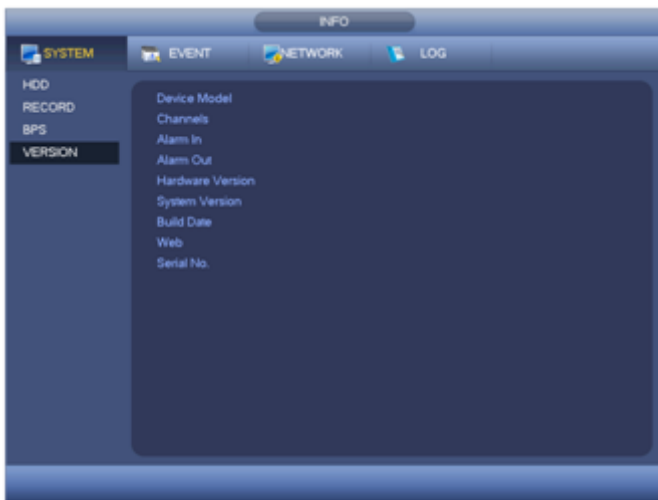 INFO
SYSTEM EVENT NETWORK LOG
HDD
RECORD
BPS
VERSION
Device Model
Channels
Alarm In
Alarm Out
Hardware Version
System Version
Build Date
Web
Serial No.